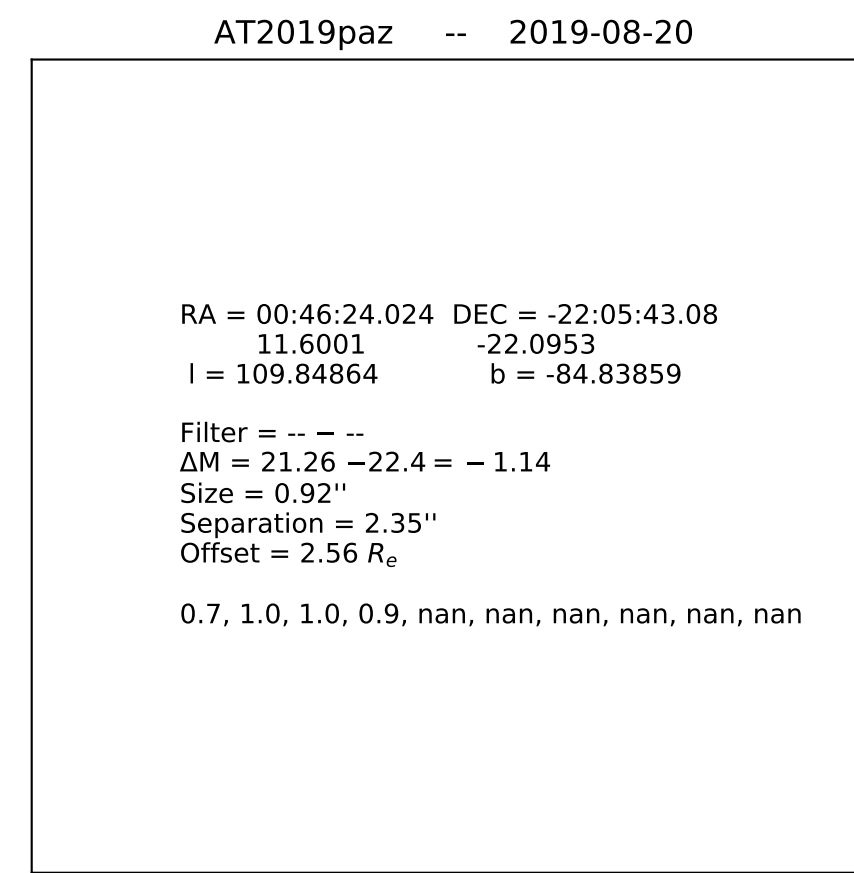 AT2019paz -- 2019-08-20
RA = 00:46:24.024 DEC = -22:05:43.08
11.6001 -22.0953
l = 109.84864 b = -84.83859
Filter = -- − --
ΔM = 21.26 −22.4 = − 1.14
Size = 0.92''
Separation = 2.35''
Offset = 2.56 Rₑ
0.7, 1.0, 1.0, 0.9, nan, nan, nan, nan, nan, nan